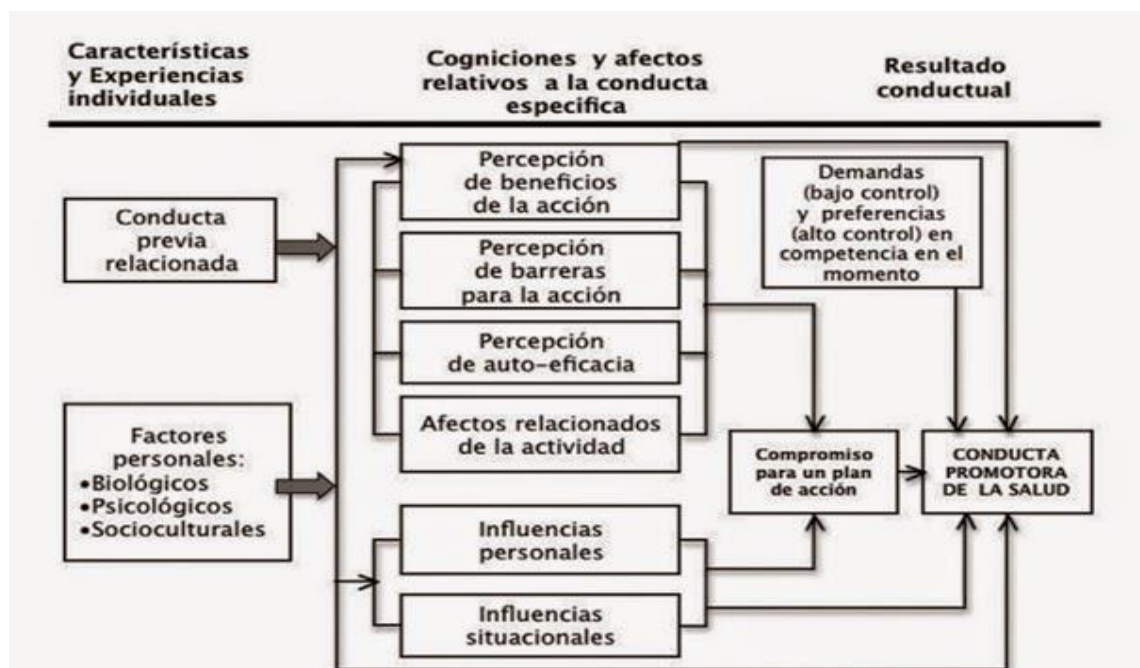 Características
y Experiencias
individuales
Cogniciones y afectos
relativos a la conducta
especifica
Resultado
conductual
Conducta
previa
relacionada
Factores
personales:
•Biológicos
•Psicológicos
•Socioculturales
Percepción
de beneficios
de la acción
Percepción
de barreras
para la acción
Percepción
de auto-eficacia
Afectos relacionados
de la actividad
Influencias
personales
Influencias
situacionales
Demandas
(bajo control)
y preferencias
(alto control) en
competencia en el
momento
Compromiso
para un plan
de acción
CONDUCTA
PROMOTORA
DE LA SALUD